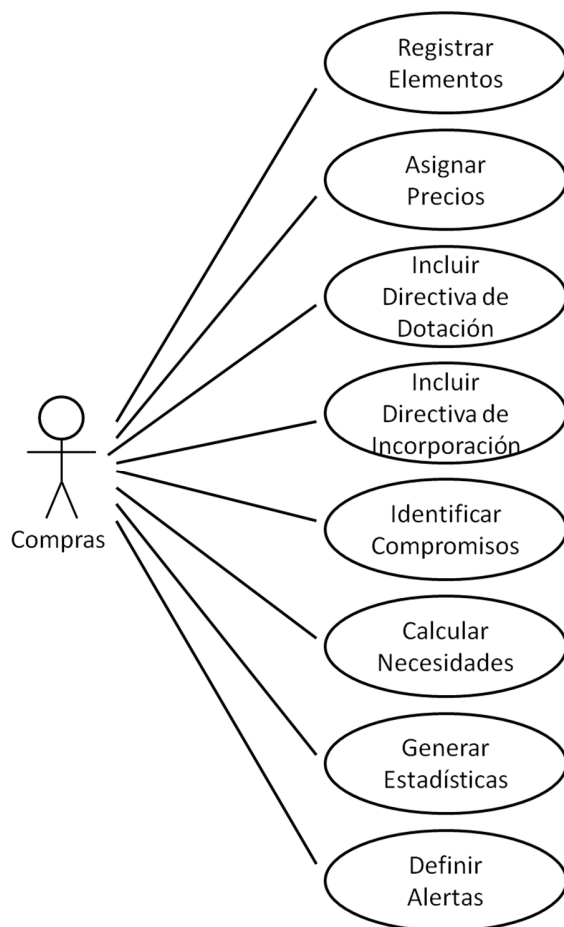 Registrar
Elementos
Asignar
Precios
Incluir
Directiva de
Dotación
Incluir
Directiva de
Incorporación
Compras
Identificar
Compromisos
Calcular
Necesidades
Generar
Estadísticas
Definir
Alertas